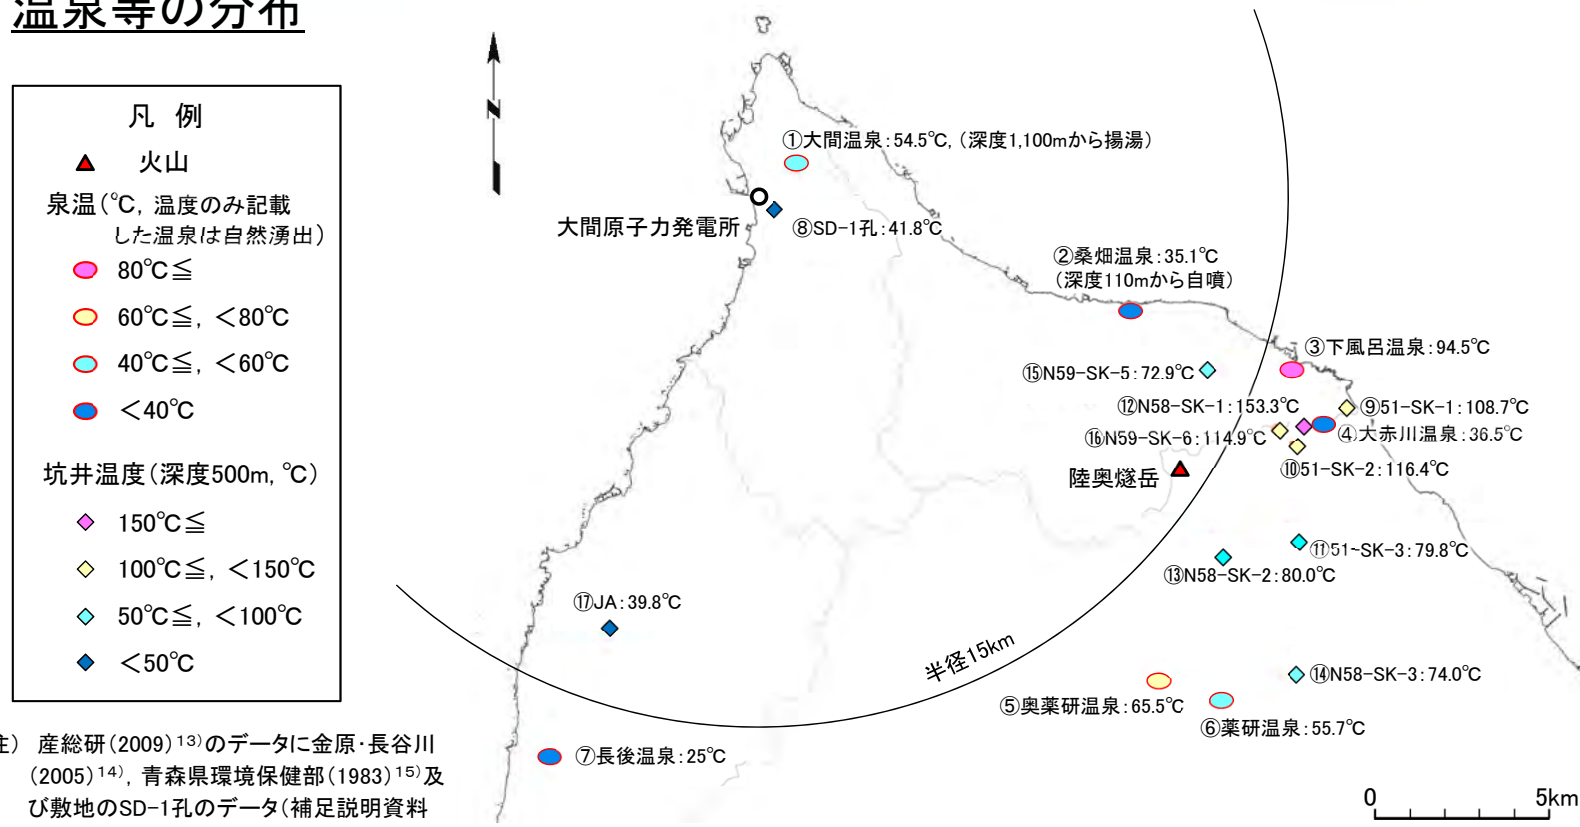 温泉等の分布
凡 例
火山
泉温(℃, 温度のみ記載
した温泉は自然湧出)
80℃≦
60℃≦, <80℃
40℃≦, <60℃
<40℃
坑井温度(深度500m, ℃)
150℃≦
100℃≦, <150℃
50℃≦, <100℃
<50℃
注) 産総研(2009)13)のデータに金原・長谷川
(2005)14), 青森県環境保健部(1983)15)及
び敷地のSD-1孔のデータ(補足説明資料
N
①大間温泉:54.5℃, (深度1,100mから揚湯)
大間原子力発電所
⑧SD-1孔:41.8℃
②桑畑温泉:35.1℃
(深度110mから自噴)
③下風呂温泉:94.5℃
⑮N59-SK-5:72.9℃
⑫N58-SK-1:153.3℃
⑨51-SK-1:108.7℃
⑯N59-SK-6:114.9℃
④大赤川温泉:36.5℃
⑩51-SK-2:116.4℃
陸奥燧岳
⑪51-SK-3:79.8℃
⑬N58-SK-2:80.0℃
⑰JA:39.8℃
半径15km
⑭N58-SK-3:74.0℃
⑤奥薬研温泉:65.5℃
⑥薬研温泉:55.7℃
⑦長後温泉:25℃
0 5km